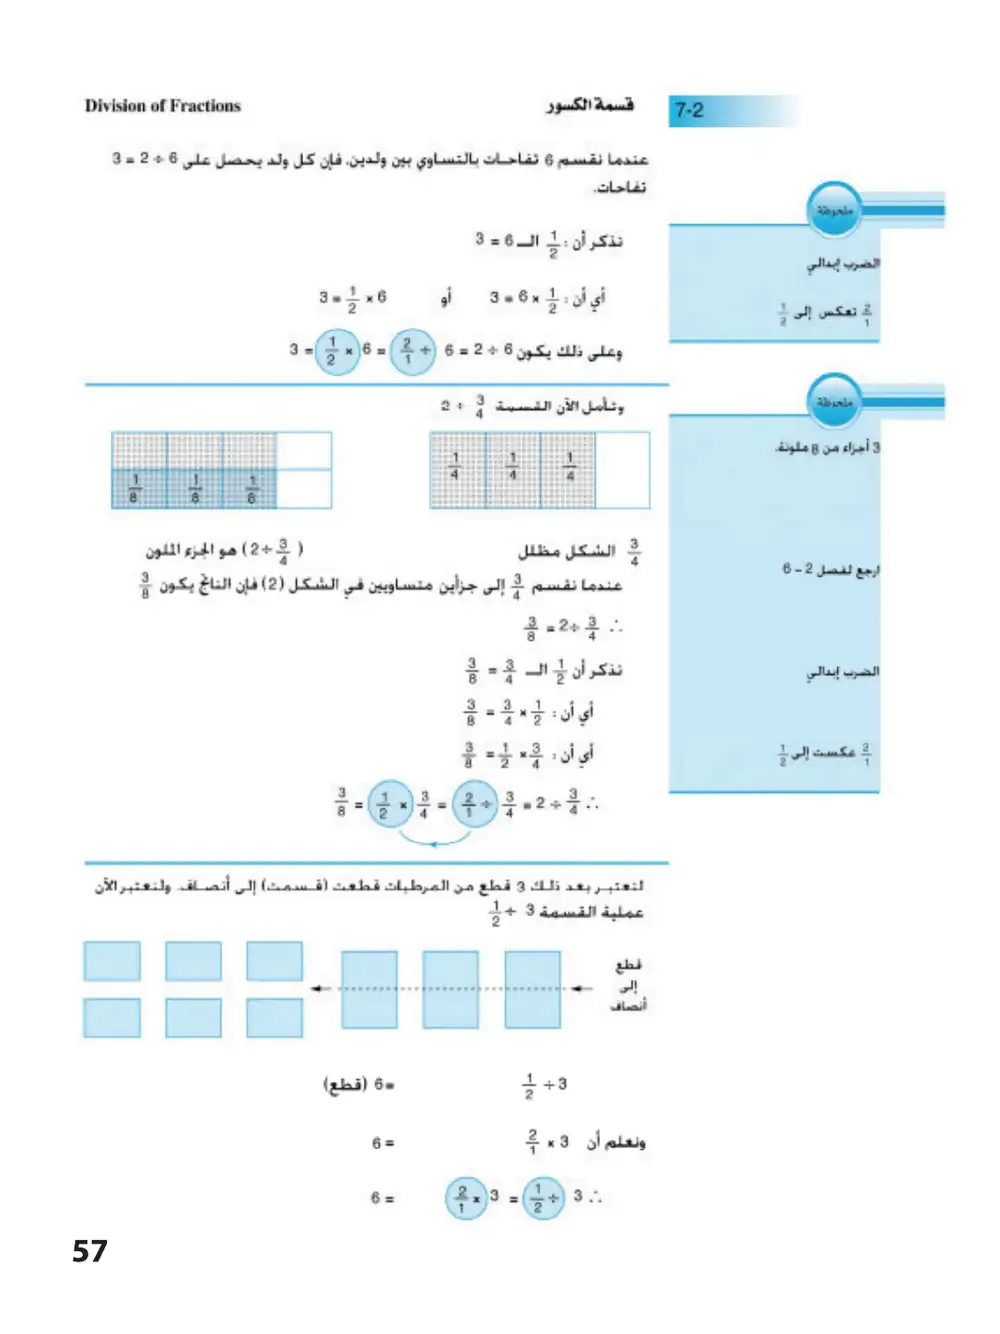 7-2 قسمة الكسور Division of Fractions
عندما نقسم 6 تفاحات بالتساوي بين ولدين، فإن كل ولد يحصل على 6 ÷ 2 = 3
تفاحات.
نذكر أن : 1/2 الـ 6 = 3
أي أن : 1/2 × 6 = 3 أو 6 × 1/2 = 3
وعلى ذلك يكون 6 ÷ 2 = 6 ÷ 2/1 = 6 × 1/2 = 3
ملحوظة
الضرب إبدالي
2/1 تعكس إلى 1/2
وتأمل الآن القسمة 3/4 ÷ 2
1/4 1/4 1/4
1/8 1/8 1/8
3/4 الشكل مظلل
( 3/4 ÷ 2 ) هو الجزء الملون
عندما نقسم 3/4 إلى جزأين متساويين في الشكل (2) فإن الناتج يكون 3/8
∴ 3/4 ÷ 2 = 3/8
نذكر أن 1/2 الـ 3/4 = 3/8
أي أن : 1/2 × 3/4 = 3/8
أي أن : 3/4 × 1/2 = 3/8
∴ 3/4 ÷ 2 = 3/4 ÷ 2/1 = 3/4 × 1/2 = 3/8
ملحوظة
3 أجزاء من 8 ملونة.
ارجع لفصل 2 – 6
الضرب إبدالي
2/1 عكست إلى 1/2
لنعتبر بعد ذلك 3 قطع من المرطبات قطعت (قسمت) إلى أنصاف. ولنعتبر الآن
عملية القسمة 3 ÷ 1/2
قطع
إلى
أنصاف
3 ÷ 1/2 = 6 (قطع)
ونعلم أن 3 × 2/1 = 6
∴ 3 ÷ 1/2 = 3 × 2/1 = 6
57